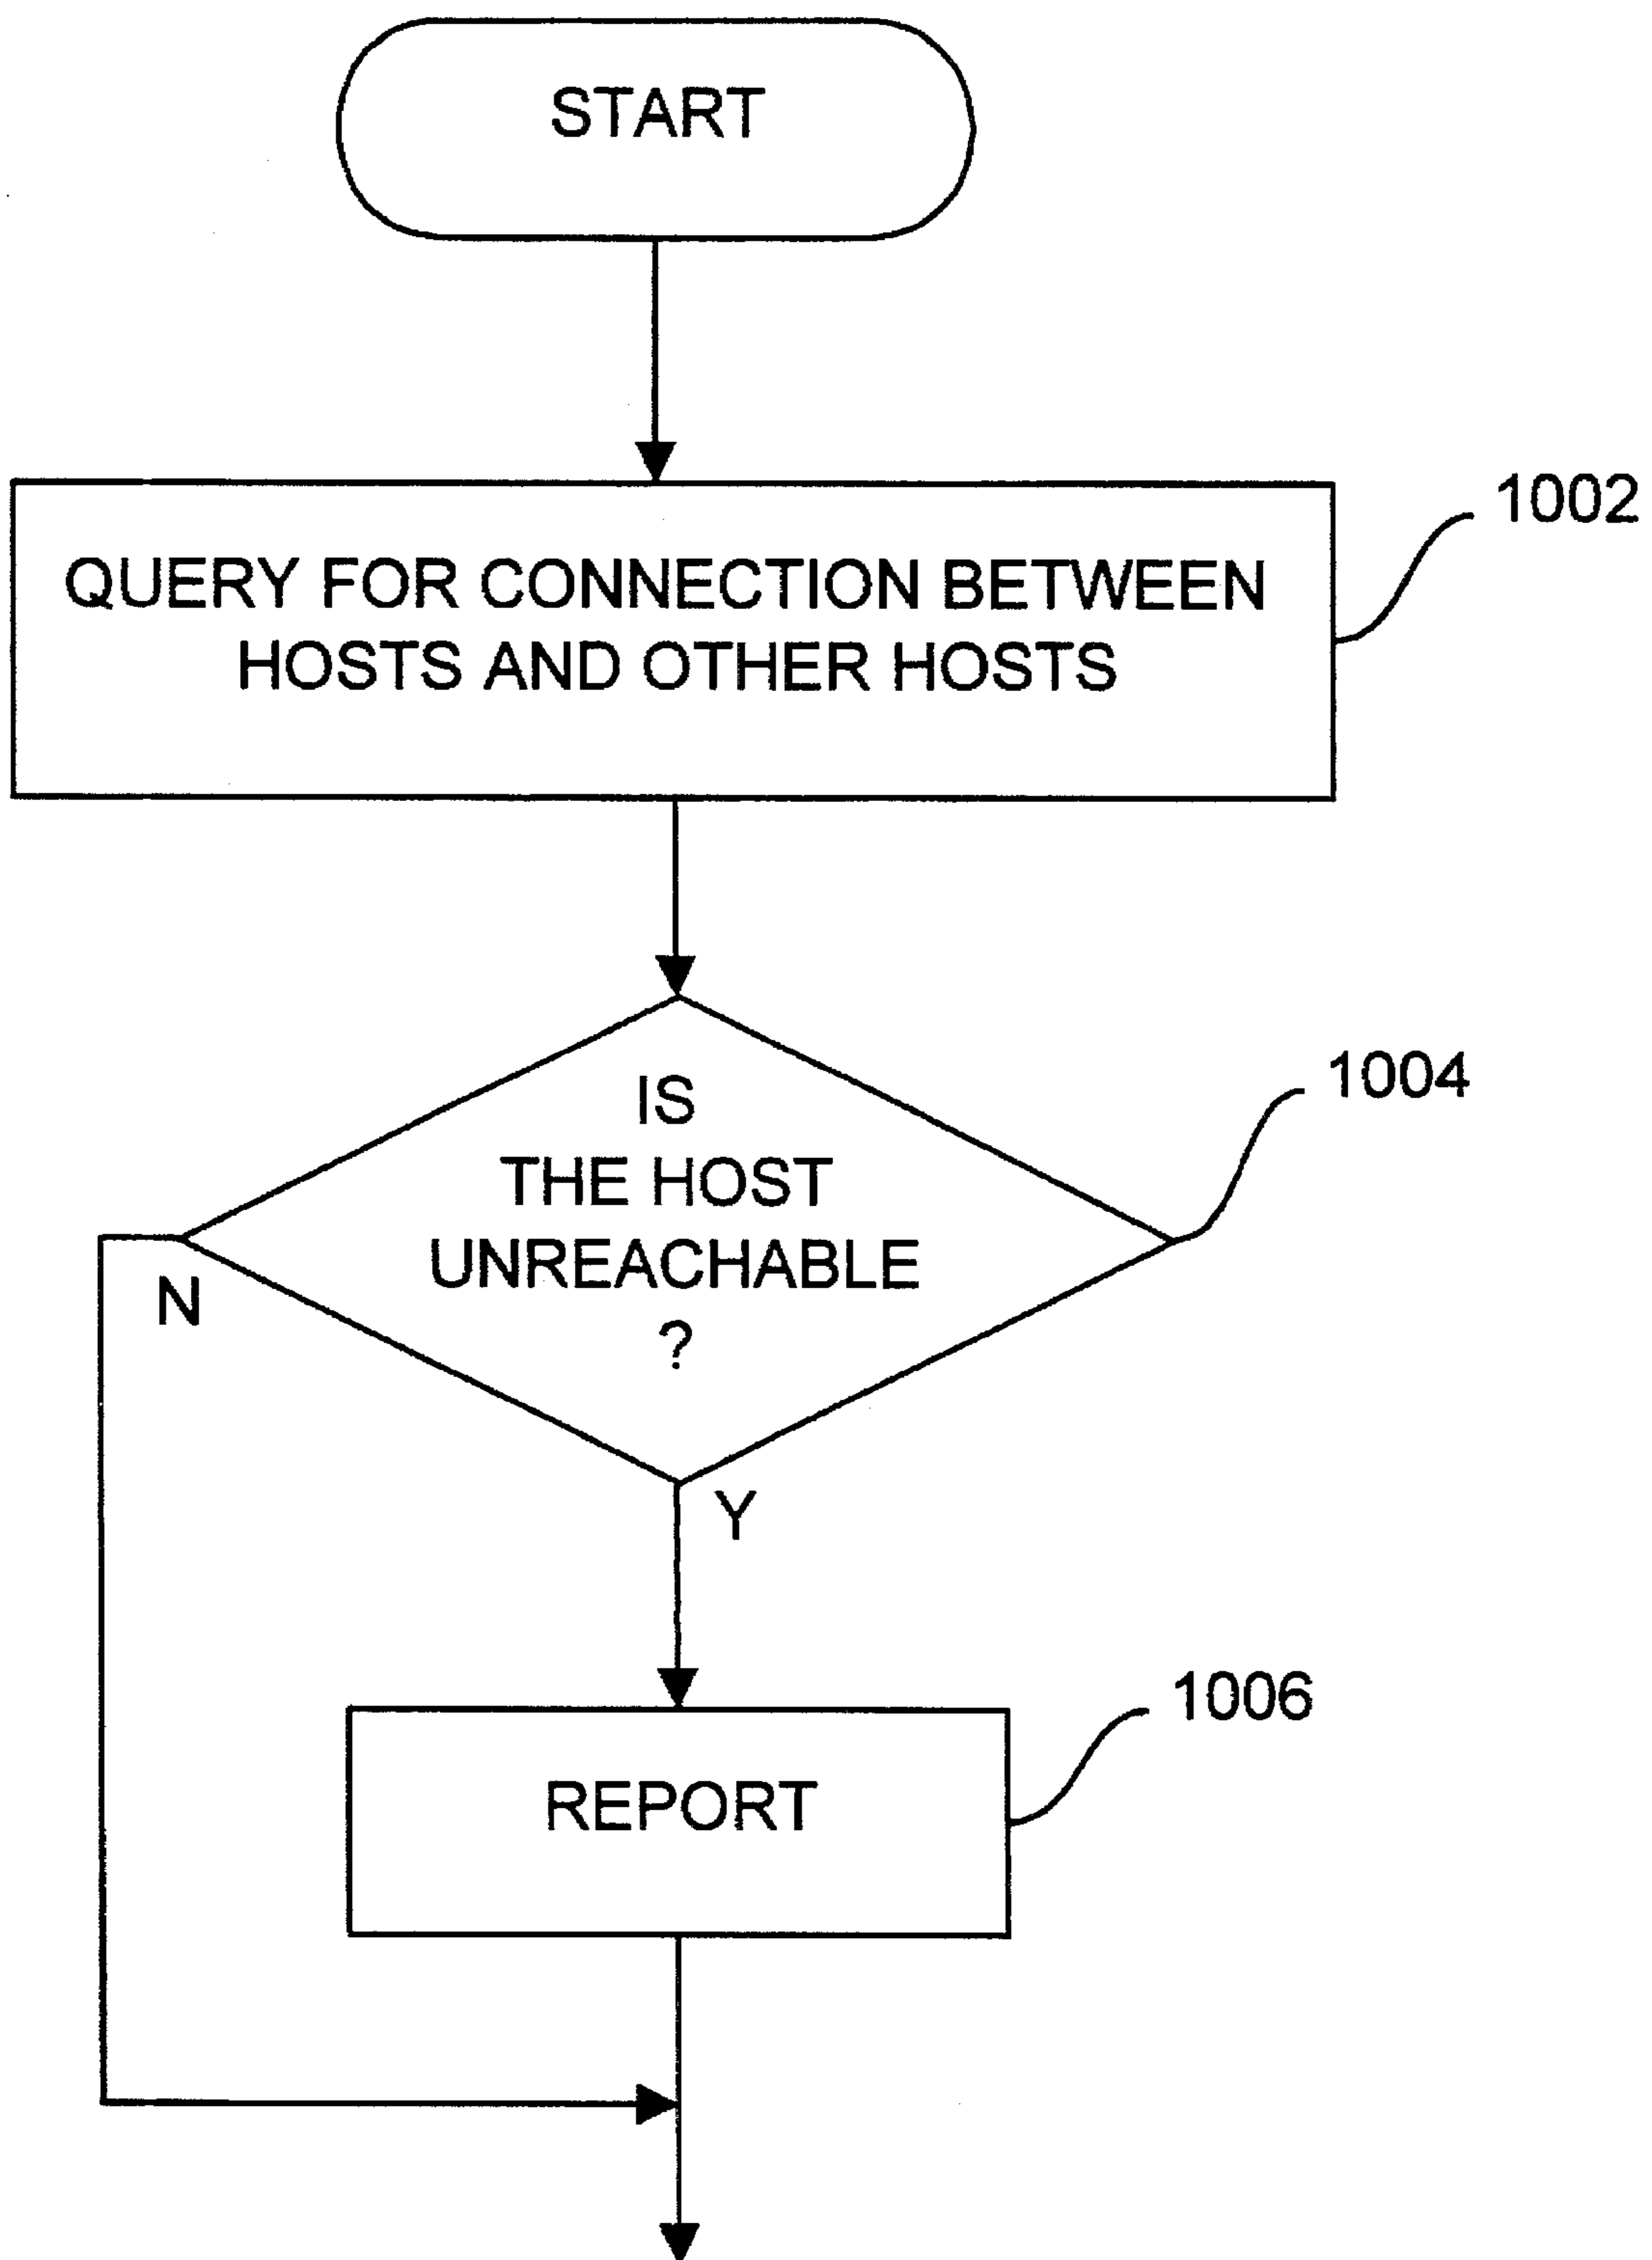 START
1002
QUERY FOR CONNECTION BETWEEN
HOSTS AND OTHER HOSTS
1004
IS
THE HOST
UNREACHABLE
?
N
Y
1006
REPORT